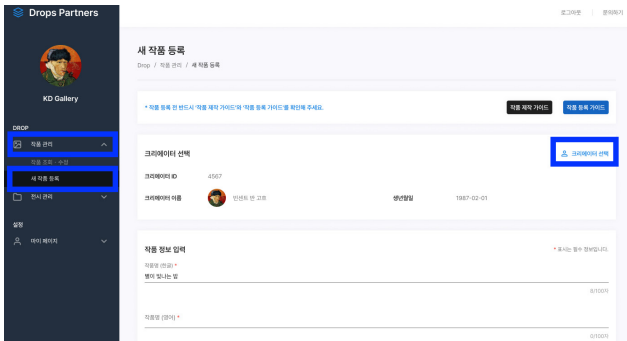 Drops Partners
로그아웃 | 문의하기
KD Gallery
DROP
작품 관리
작품 조회 · 수정
새 작품 등록
전시 관리
설정
마이 페이지
새 작품 등록
Drop / 작품 관리 / 새 작품 등록
* 작품 등록 전 반드시 '작품 제작 가이드'와 '작품 등록 가이드'를 확인해 주세요.
작품 제작 가이드
작품 등록 가이드
크리에이터 선택
크리에이터 선택
크리에이터 ID 4567
크리에이터 이름 빈센트 반 고흐 생년월일 1987-02-01
작품 정보 입력
* 표시는 필수 정보입니다.
작품명 (한글) *
별이 빛나는 밤
0/100자
작품명 (영어) *
0/100자